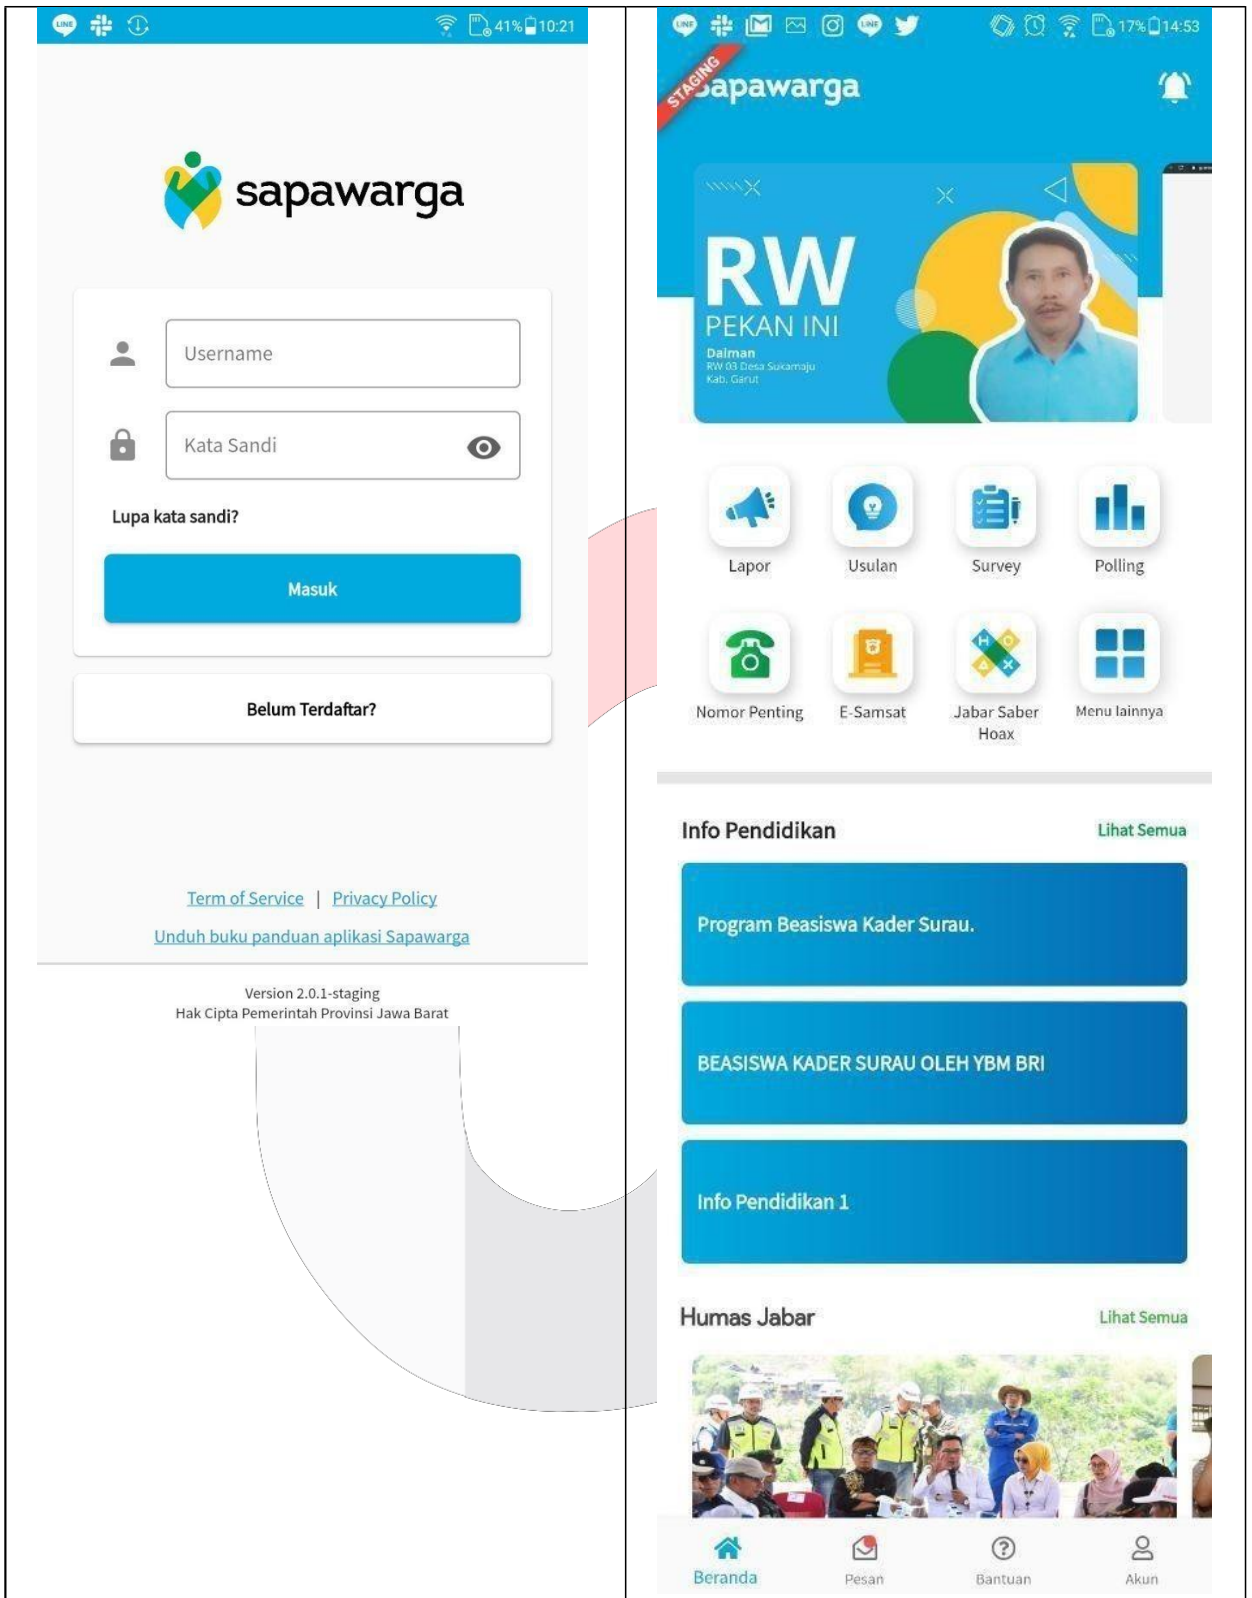 LINE
41% 10:21
sapawarga
Username
Kata Sandi
Lupa kata sandi?
Masuk
Belum Terdaftar?
Term of Service | Privacy Policy
Unduh buku panduan aplikasi Sapawarga
Version 2.0.1-staging
Hak Cipta Pemerintah Provinsi Jawa Barat
LINE LINE 17% 14:53
STAGING
Sapawarga
RW
PEKAN INI
Dalman
RW 03 Desa Sukamaju
Kab. Garut
Lapor Usulan Survey Polling
HOAX
Nomor Penting E-Samsat Jabar Saber Menu lainnya
Hoax
Info Pendidikan Lihat Semua
Program Beasiswa Kader Surau.
BEASISWA KADER SURAU OLEH YBM BRI
Info Pendidikan 1
Humas Jabar Lihat Semua
Beranda Pesan Bantuan Akun